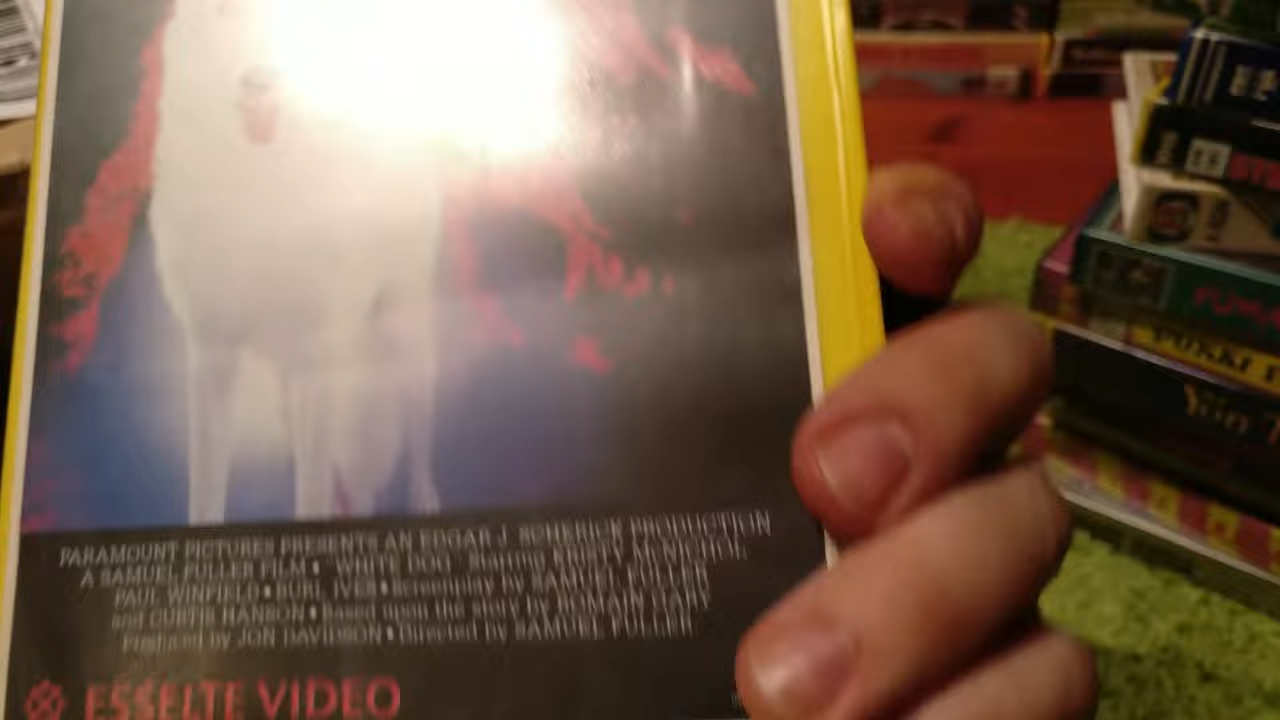 PARAMOUNT PICTURES PRESENTS AN EDGAR J. SCHERICK PRODUCTION
A SAMUEL FULLER FILM • "WHITE DOG" Starring KRISTY McNICHOL
PAUL WINFIELD • BURL IVES • Screenplay by SAMUEL FULLER
and CURTIS HANSON • Based upon the story by ROMAIN GARY
Produced by JON DAVIDSON • Directed by SAMUEL FULLER
ESSELTE VIDEO
PUKKI